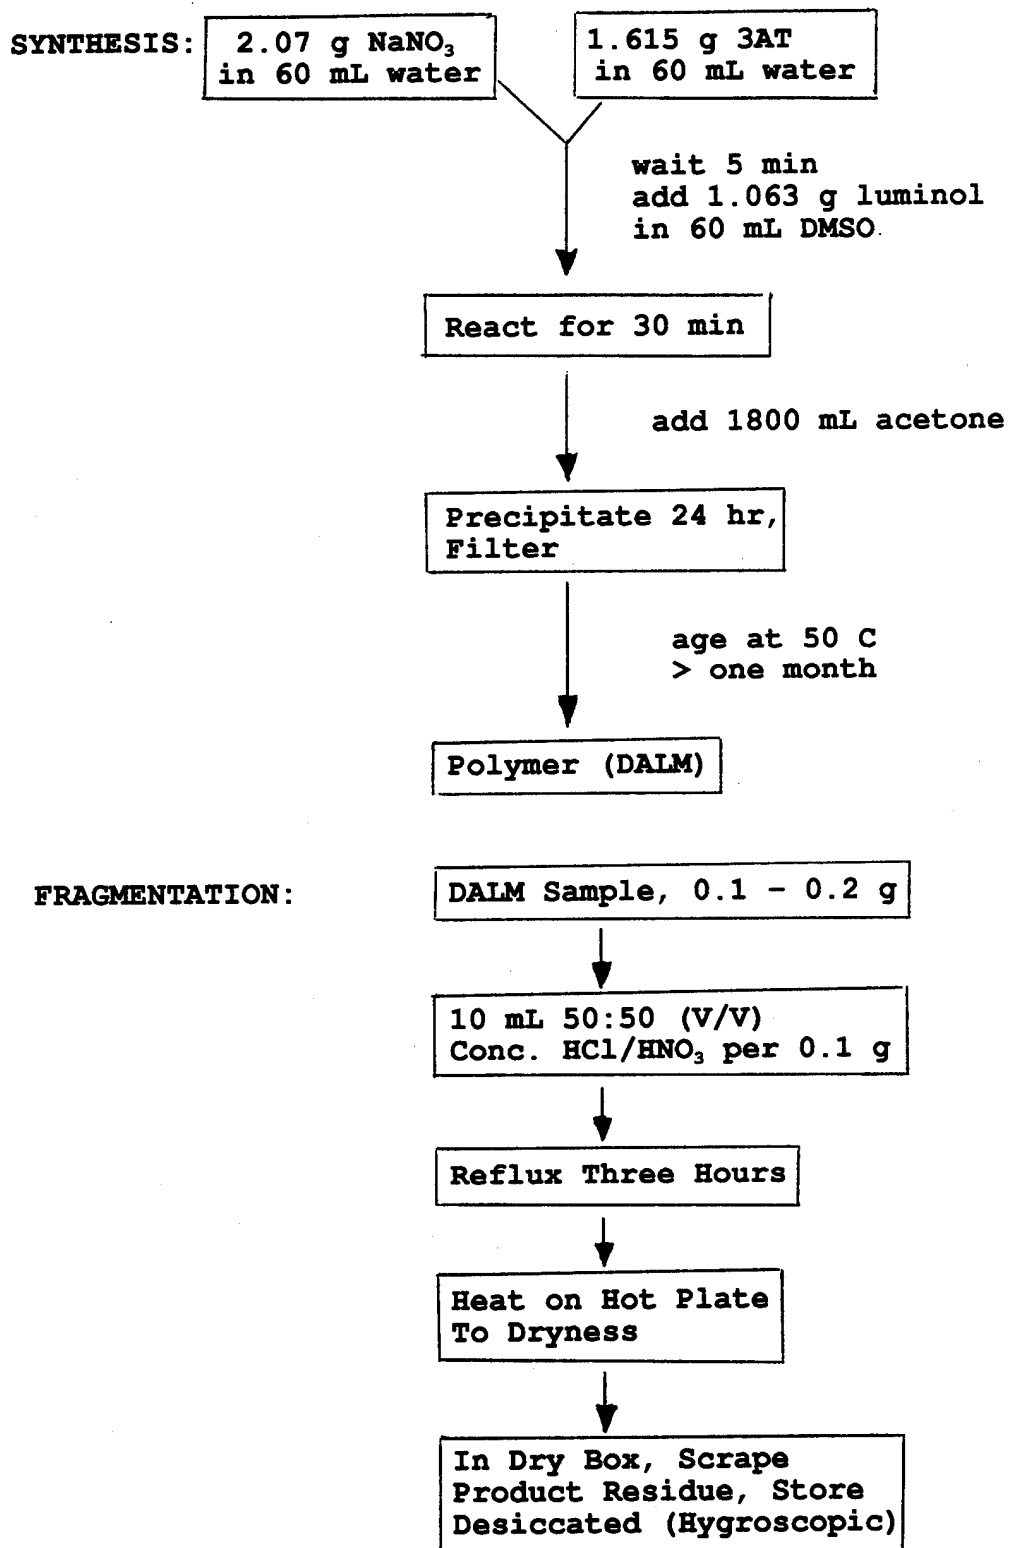 SYNTHESIS:
2.07 g NaNO₃
in 60 mL water
1.615 g 3AT
in 60 mL water
wait 5 min
add 1.063 g luminol
in 60 mL DMSO.
React for 30 min
add 1800 mL acetone
Precipitate 24 hr,
Filter
age at 50 C
> one month
Polymer (DALM)
FRAGMENTATION:
DALM Sample, 0.1 - 0.2 g
10 mL 50:50 (V/V)
Conc. HCl/HNO₃ per 0.1 g
Reflux Three Hours
Heat on Hot Plate
To Dryness
In Dry Box, Scrape
Product Residue, Store
Desiccated (Hygroscopic)